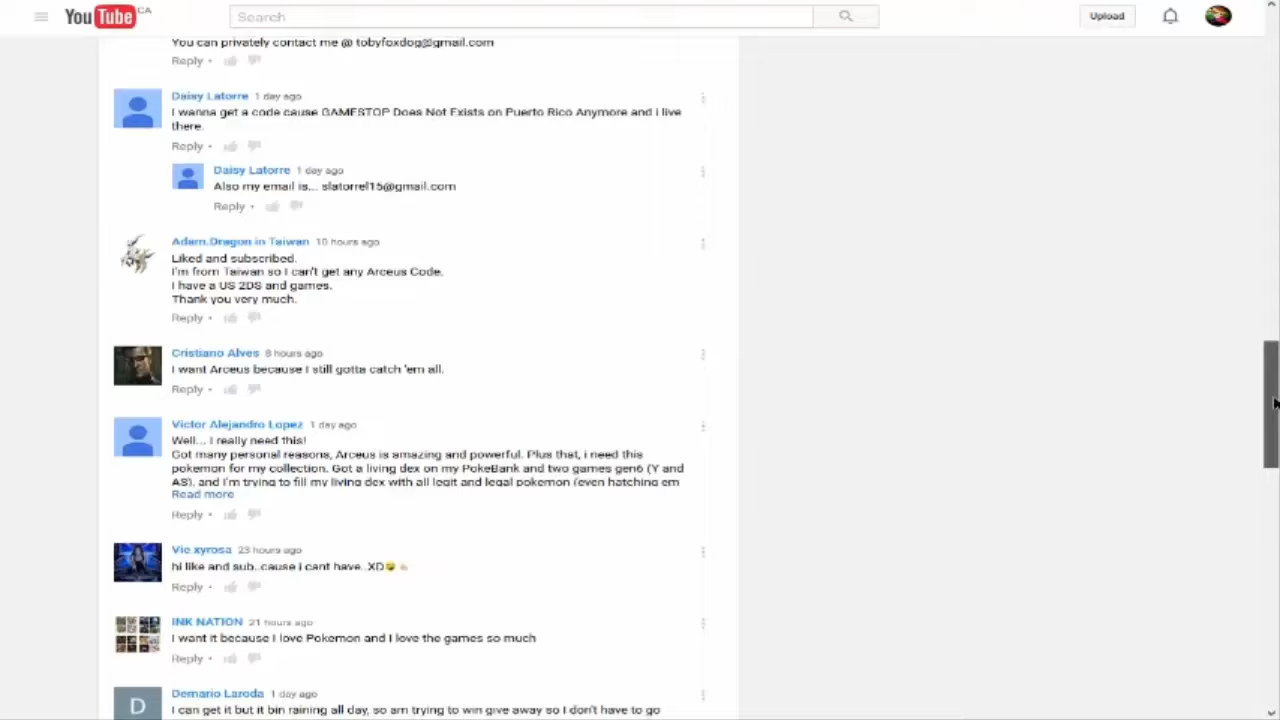 YouTube CA
Search
Upload
You can privately contact me @ tobyfoxdog@gmail.com
Reply •
Daisy Latorre 1 day ago
I wanna get a code cause GAMESTOP Does Not Exists on Puerto Rico Anymore and i live
there.
Reply •
Daisy Latorre 1 day ago
Also my email is... slatorrel15@gmail.com
Reply •
Adam.Dragon in Taiwan 10 hours ago
Liked and subscribed.
I'm from Taiwan so I can't get any Arceus Code.
I have a US 2DS and games.
Thank you very much.
Reply •
Cristiano Alves 8 hours ago
I want Arceus because I still gotta catch 'em all.
Reply •
Victor Alejandro Lopez 1 day ago
Well... I really need this!
Got many personal reasons, Arceus is amazing and powerful. Plus that, i need this
pokemon for my collection. Got a living dex on my PokeBank and two games gen6 (Y and
AS), and I'm trying to fill my living dex with all legit and legal pokemon (even hatching em
Read more
Reply •
Vie xyrosa 23 hours ago
hi like and sub..cause i cant have..XD
Reply •
INK NATION 21 hours ago
I want it because I love Pokemon and I love the games so much
Reply •
D
Demario Laroda 1 day ago
I can get it but it bin raining all day, so am trying to win give away so I don't have to go